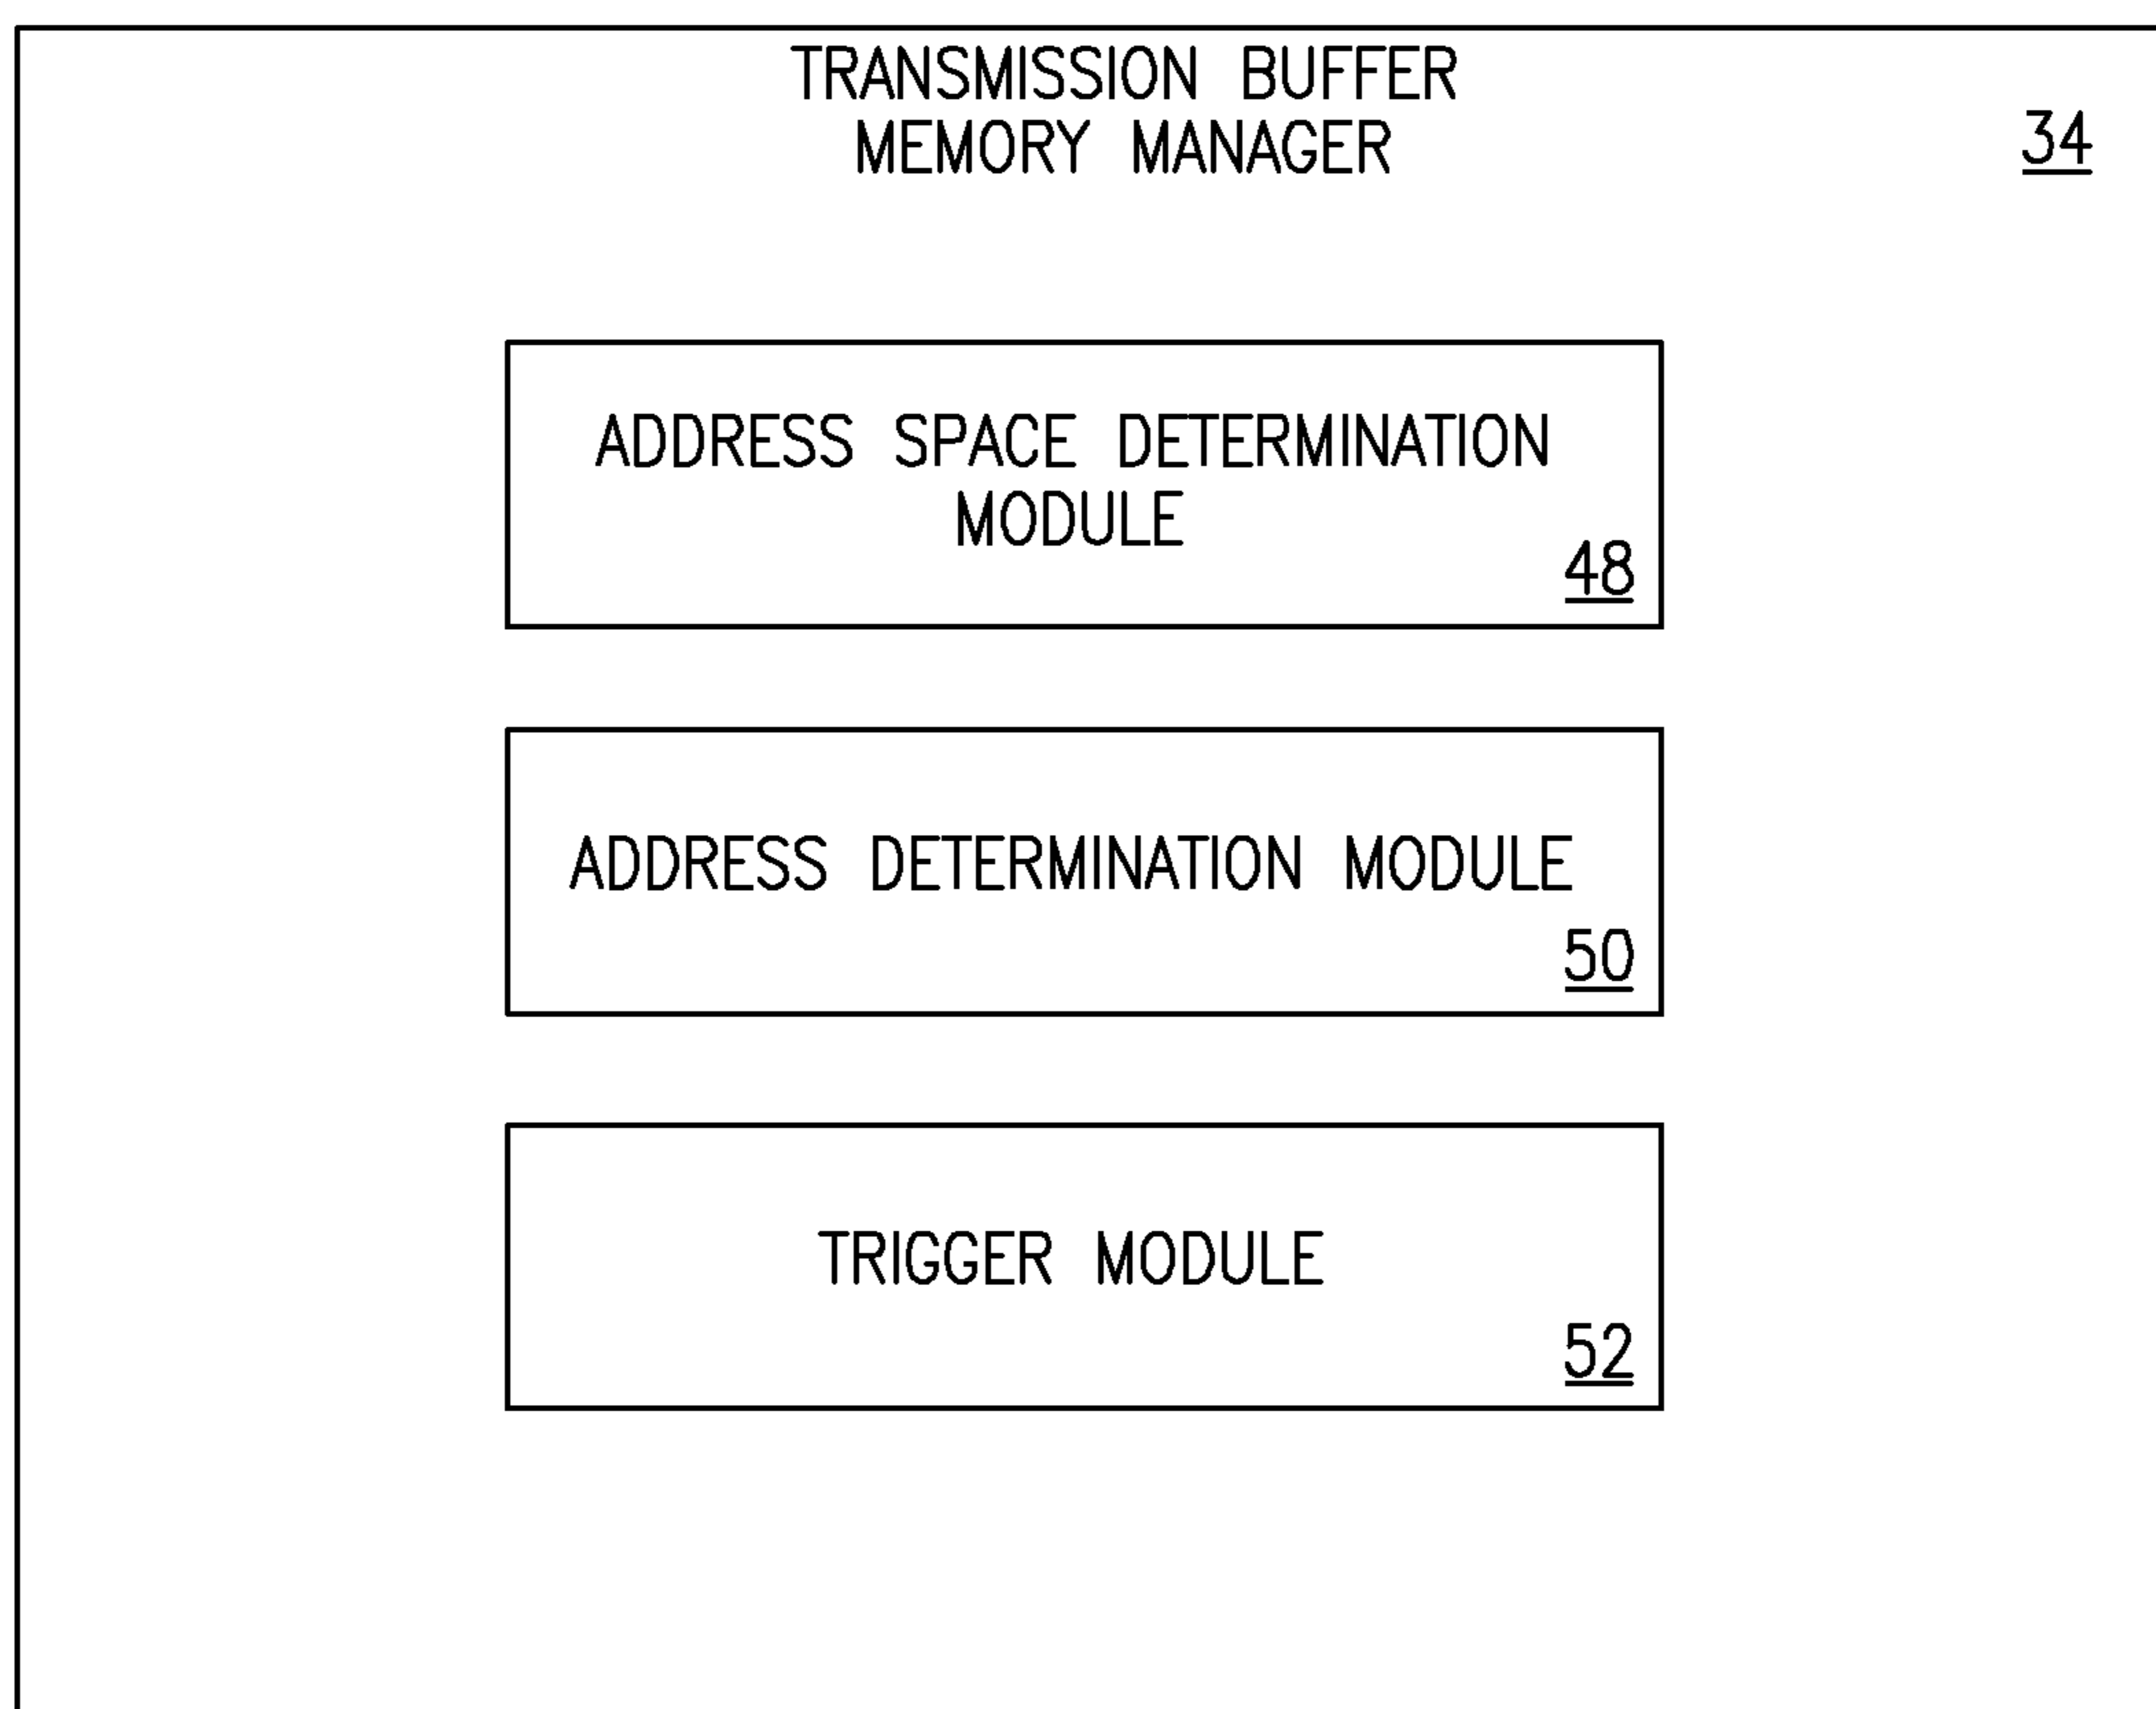 TRANSMISSION BUFFER
MEMORY MANAGER
34
ADDRESS SPACE DETERMINATION
MODULE
48
ADDRESS DETERMINATION MODULE
50
TRIGGER MODULE
52